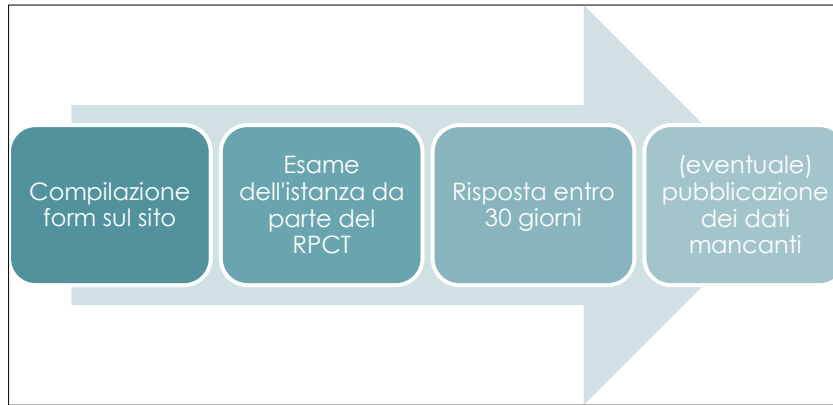 Compilazione
form sul sito
Esame
dell'istanza da
parte del
RPCT
Risposta entro
30 giorni
(eventuale)
pubblicazione
dei dati
mancanti